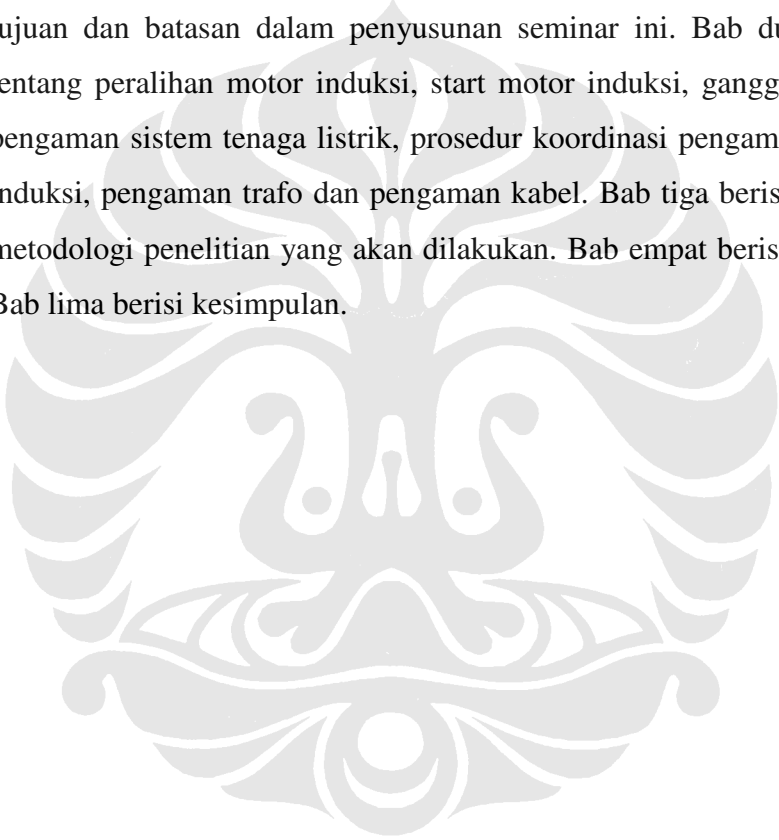 ujuan dan batasan dalam penyusunan seminar ini. Bab du
entang peralihan motor induksi, start motor induksi, gangg
pengaman sistem tenaga listrik, prosedur koordinasi pengam
nduksi, pengaman trafo dan pengaman kabel. Bab tiga beris
metodologi penelitian yang akan dilakukan. Bab empat beris
Bab lima berisi kesimpulan.